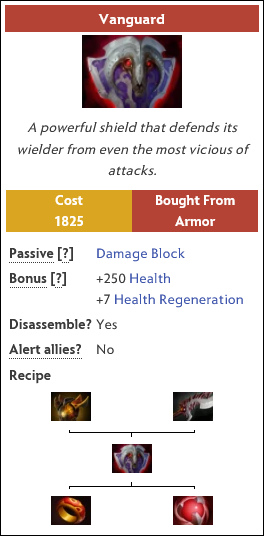 Vanguard
A powerful shield that defends its
wielder from even the most vicious of
attacks.
Cost
1825
Bought From
Armor
Passive [?] Damage Block
Bonus [?] +250 Health
+7 Health Regeneration
Disassemble? Yes
Alert allies? No
Recipe